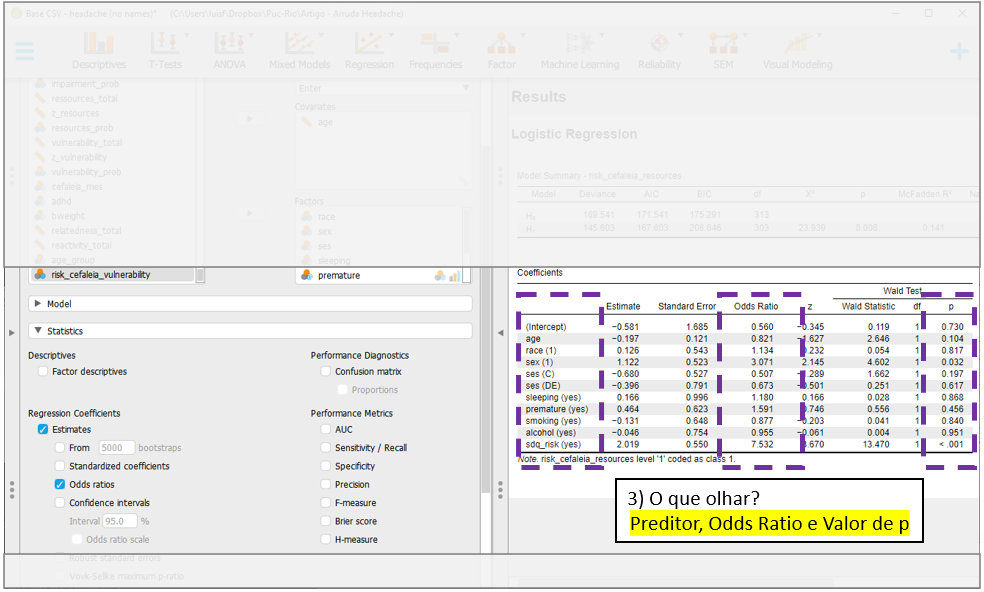 Base CSV - headache (no names)* (C:\Users\luisf\Dropbox\Puc-Rio\Artigo - Arruda Headache)
Descriptives T-Tests ANOVA Mixed Models Regression Frequencies Factor Machine Learning Reliability SEM Visual Modeling
impairment_prob
ressources_total
z_resources
resources_prob
vulnerability_total
z_vulnerability
vulnerability_prob
cefaleia_mes
adhd
bweight
relatedness_total
reactivity_total
age_group
risk_cefaleia_vulnerability
Enter
Covariates
age
Factors
race
sex
ses
sleeping
premature
Model
Statistics
Descriptives
Factor descriptives
Regression Coefficients
Estimates
From 5000 bootstraps
Standardized coefficients
Odds ratios
Confidence intervals
Interval 95.0 %
Odds ratio scale
Robust standard errors
Vovk-Sellke maximum p-ratio
Performance Diagnostics
Confusion matrix
Proportions
Performance Metrics
AUC
Sensitivity / Recall
Specificity
Precision
F-measure
Brier score
H-measure
Results
Logistic Regression
Model Summary - risk_cefaleia_resources
Model Deviance AIC BIC df X² p McFadden R²
H₀ 169.541 171.541 175.291 313
H₁ 145.603 167.603 208.846 303 23.939 0.008 0.141
Coefficients
Wald Test
Estimate Standard Error Odds Ratio z Wald Statistic df p
(Intercept) −0.581 1.685 0.560 −0.345 0.119 1 0.730
age −0.197 0.121 0.821 −1.627 2.646 1 0.104
race (1) 0.126 0.543 1.134 0.232 0.054 1 0.817
sex (1) 1.122 0.523 3.071 2.145 4.602 1 0.032
ses (C) −0.680 0.527 0.507 −1.289 1.662 1 0.197
ses (DE) −0.396 0.791 0.673 −0.501 0.251 1 0.617
sleeping (yes) 0.166 0.996 1.180 0.166 0.028 1 0.868
premature (yes) 0.464 0.623 1.591 0.746 0.556 1 0.456
smoking (yes) −0.131 0.648 0.877 −0.203 0.041 1 0.840
alcohol (yes) −0.046 0.754 0.955 −0.061 0.004 1 0.951
sdq_risk (yes) 2.019 0.550 7.532 3.670 13.470 1 < .001
Note. risk_cefaleia_resources level '1' coded as class 1.
3) O que olhar?
Preditor, Odds Ratio e Valor de p